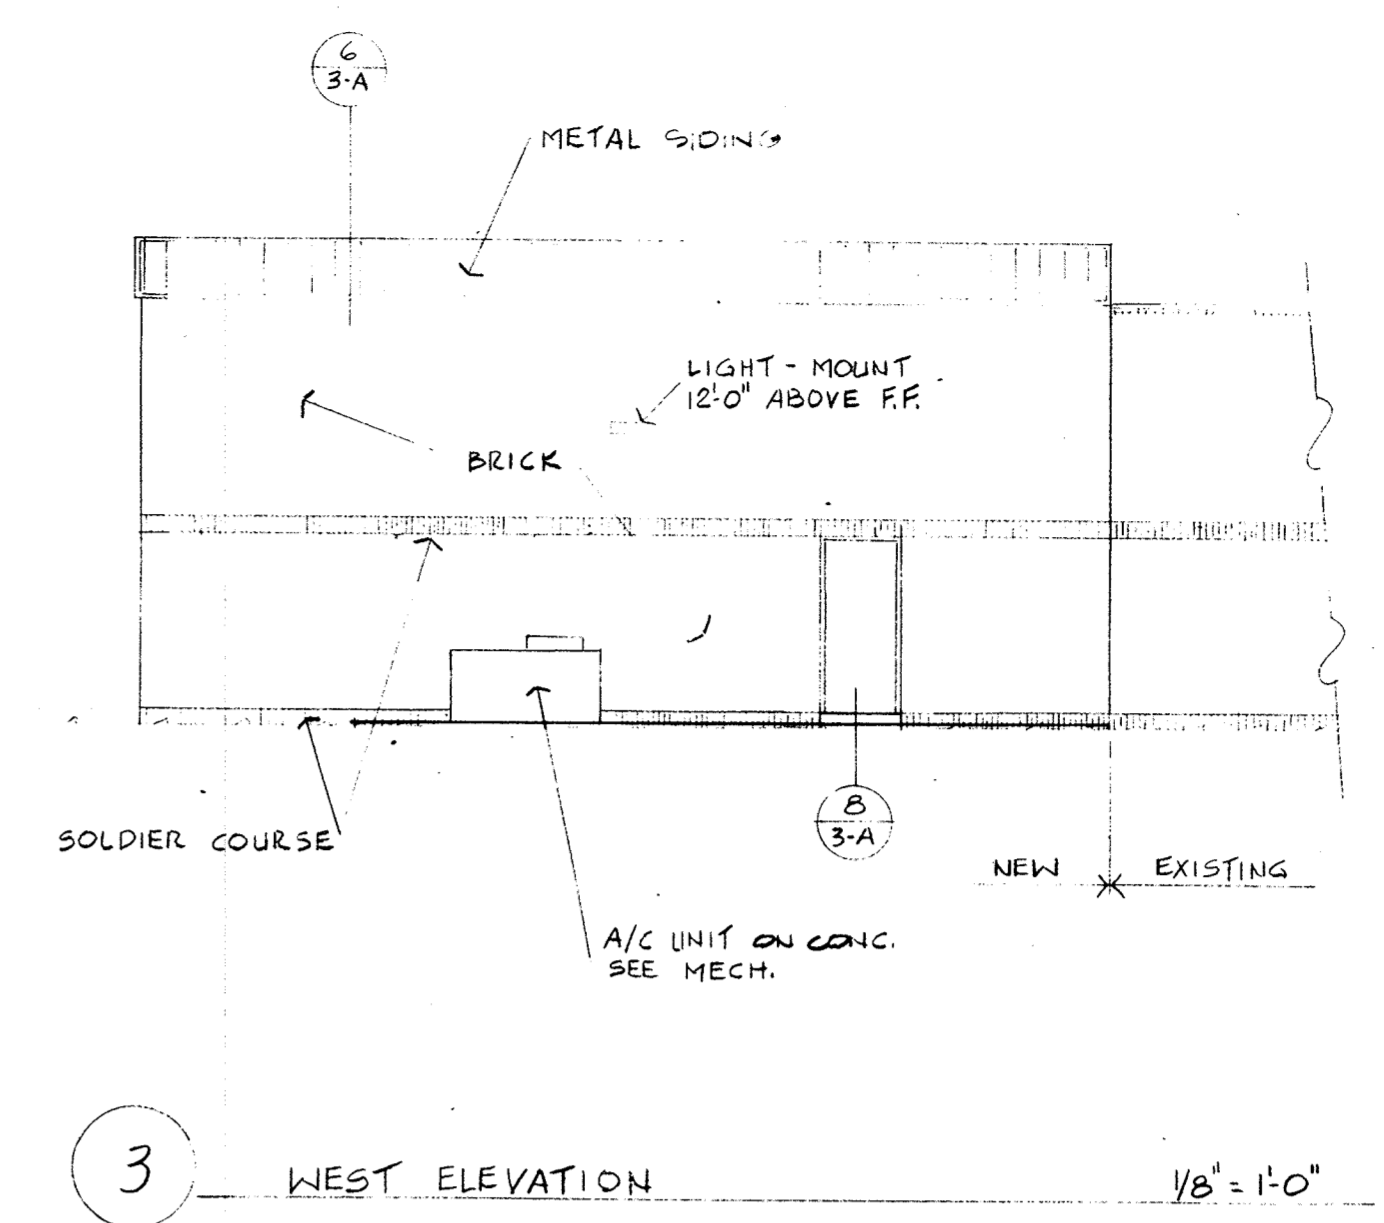 6
3-A
METAL SIDING
LIGHT - MOUNT
12'-0" ABOVE F.F.
BRICK
SOLDIER COURSE
8
3-A
NEW
EXISTING
A/C UNIT ON CONC.
SEE MECH.
3
WEST ELEVATION
1/8" = 1'-0"